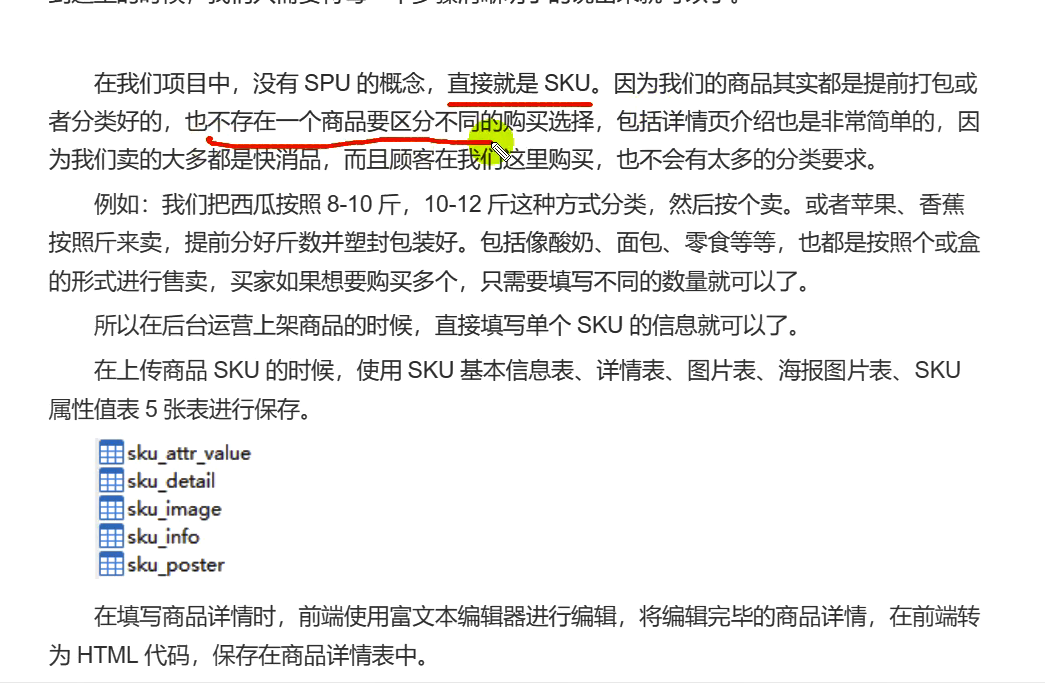 在我们项目中，没有 SPU 的概念，直接就是 SKU。因为我们的商品其实都是提前打包或
者分类好的，也不存在一个商品要区分不同的购买选择，包括详情页介绍也是非常简单的，因
为我们卖的大多都是快消品，而且顾客在我们这里购买，也不会有太多的分类要求。
例如：我们把西瓜按照 8-10 斤，10-12 斤这种方式分类，然后按个卖。或者苹果、香蕉
按照斤来卖，提前分好斤数并塑封包装好。包括像酸奶、面包、零食等等，也都是按照个或盒
的形式进行售卖，买家如果想要购买多个，只需要填写不同的数量就可以了。
所以在后台运营上架商品的时候，直接填写单个 SKU 的信息就可以了。
在上传商品 SKU 的时候，使用 SKU 基本信息表、详情表、图片表、海报图片表、SKU
属性值表 5 张表进行保存。
sku_attr_value
sku_detail
sku_image
sku_info
sku_poster
在填写商品详情时，前端使用富文本编辑器进行编辑，将编辑完毕的商品详情，在前端转
为 HTML 代码，保存在商品详情表中。